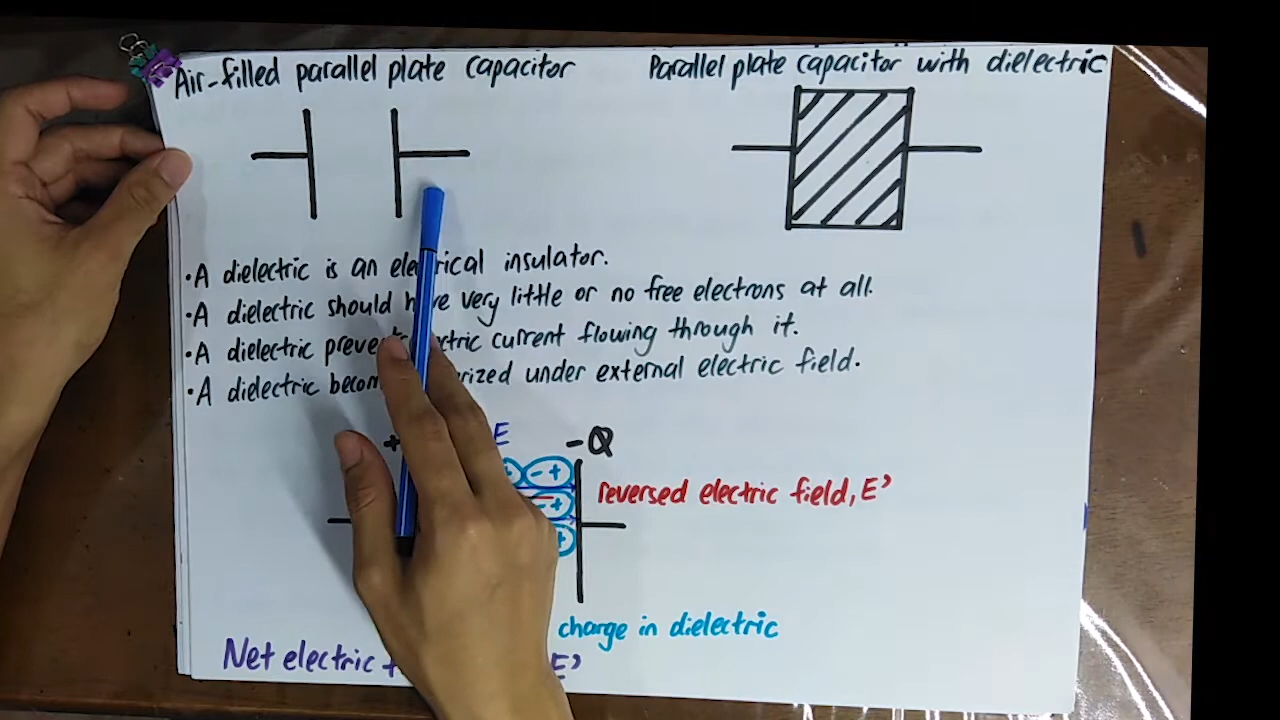 Air-filled parallel plate capacitor
Parallel plate capacitor with dielectric
• A dielectric is an electrical insulator.
• A dielectric should have very little or no free electrons at all.
• A dielectric electric current flowing through it.
• A dielectric under external electric field.
+ E -Q
- +
reversed electric field, E'
- +
+
charge in dielectric
Net electric E'